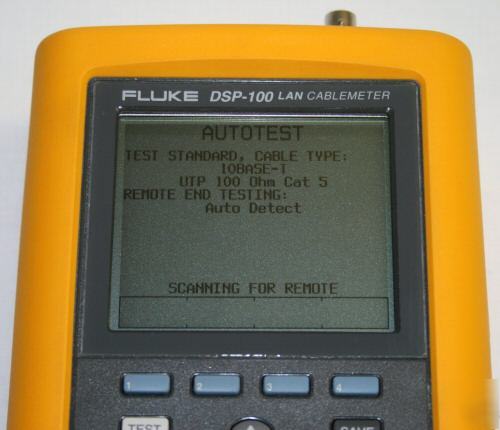 FLUKE DSP-100 LAN CABLEMETER
AUTOTEST
TEST STANDARD, CABLE TYPE:
10BASE-T
UTP 100 Ohm Cat 5
REMOTE END TESTING:
Auto Detect
SCANNING FOR REMOTE
1 2 3 4
TEST SAVE